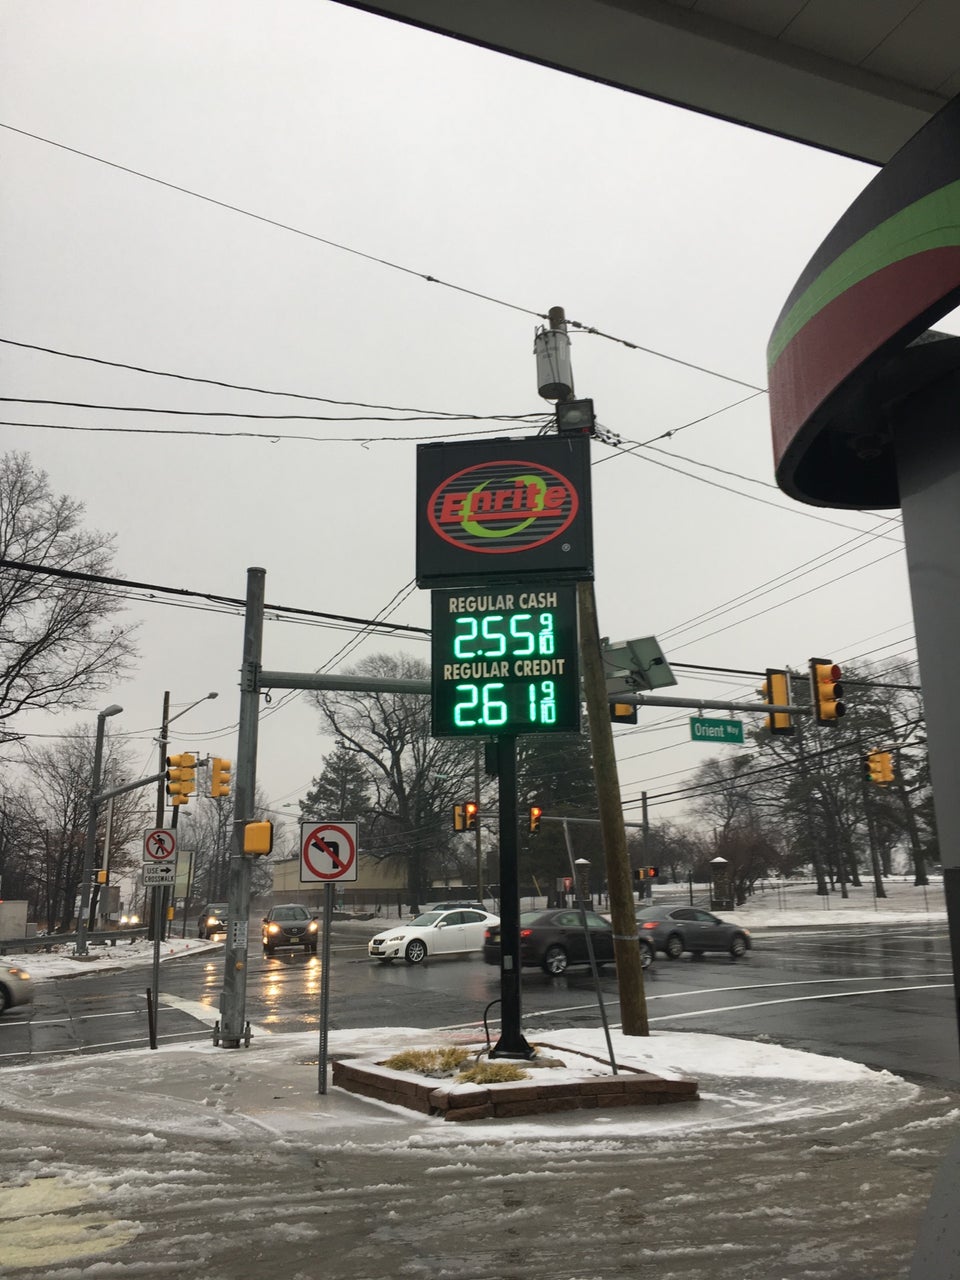 Enrite
®
REGULAR CASH
2.55 9/10
REGULAR CREDIT
2.61 9/10
Orient Way
USE
CROSSWALK